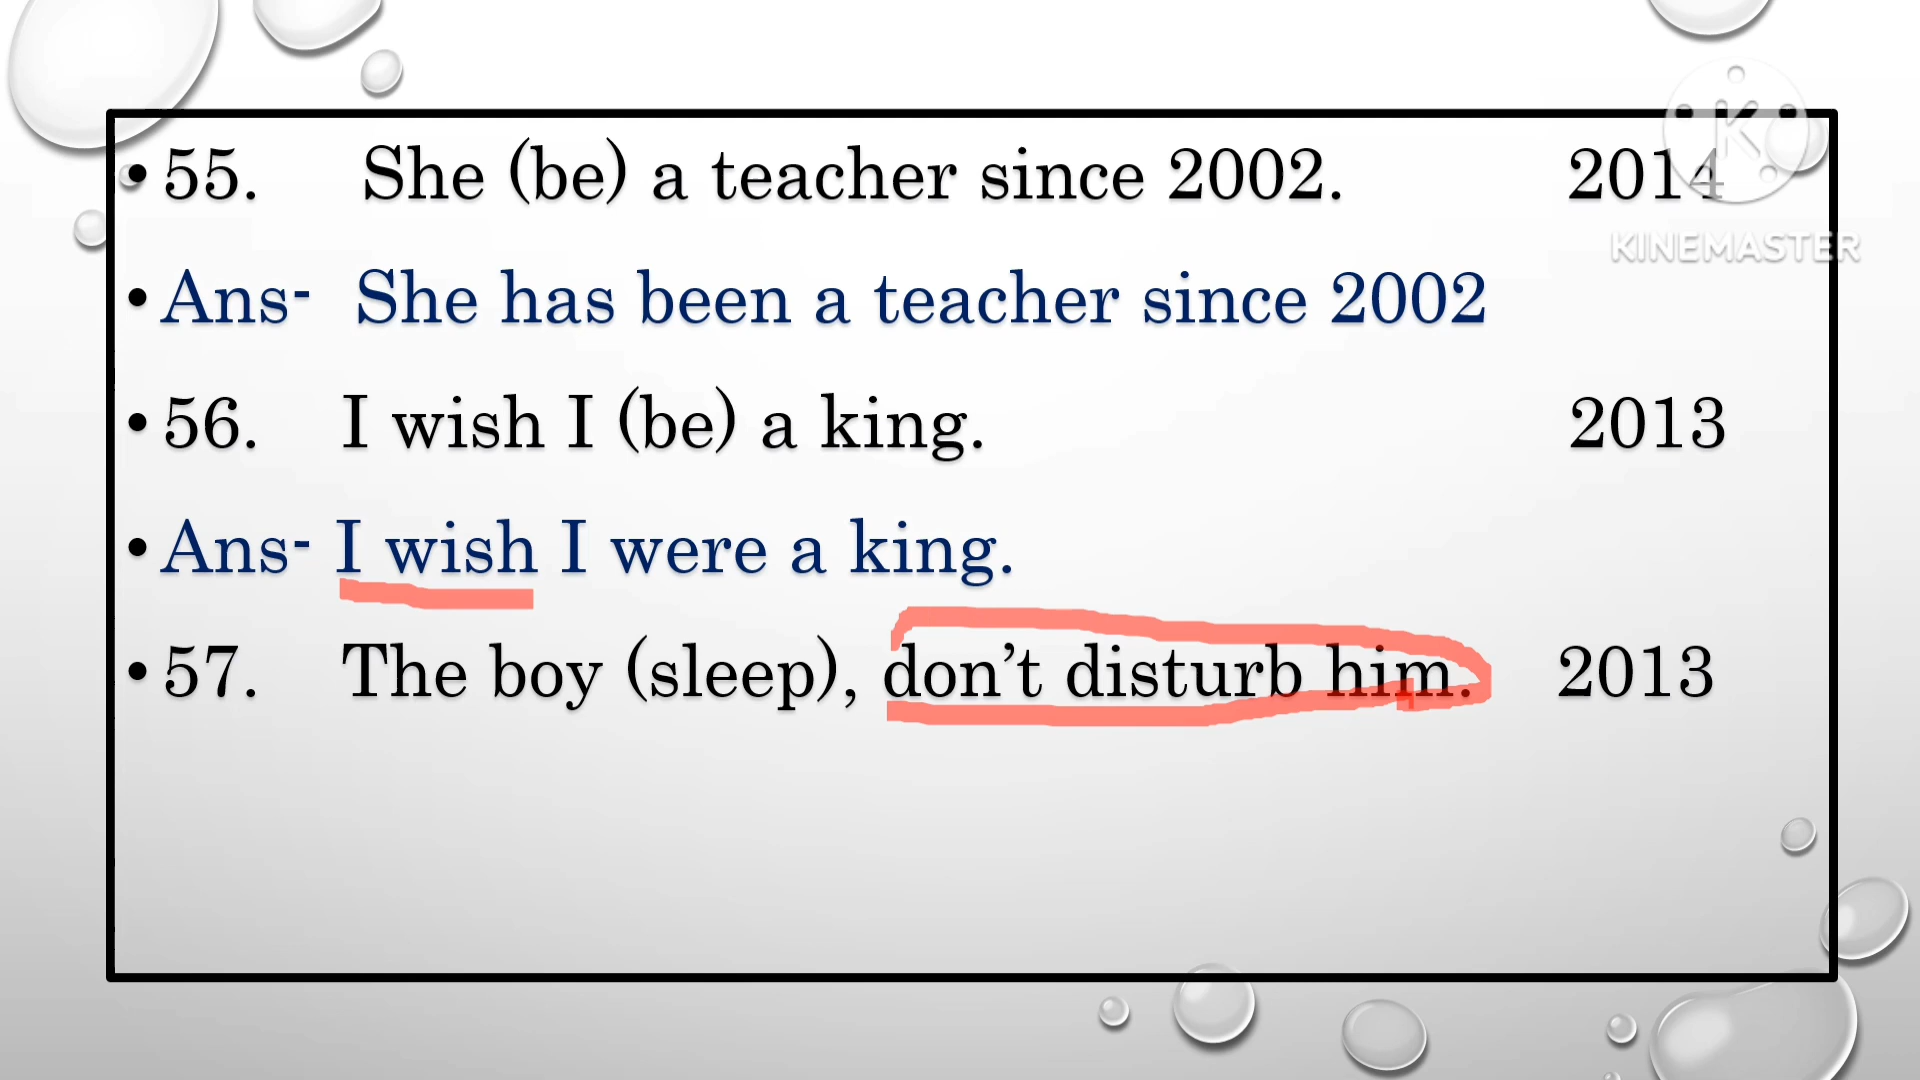 • 55. She (be) a teacher since 2002. 2014
KINEMASTER
• Ans- She has been a teacher since 2002
• 56. I wish I (be) a king. 2013
• Ans- I wish I were a king.
• 57. The boy (sleep), don’t disturb him. 2013